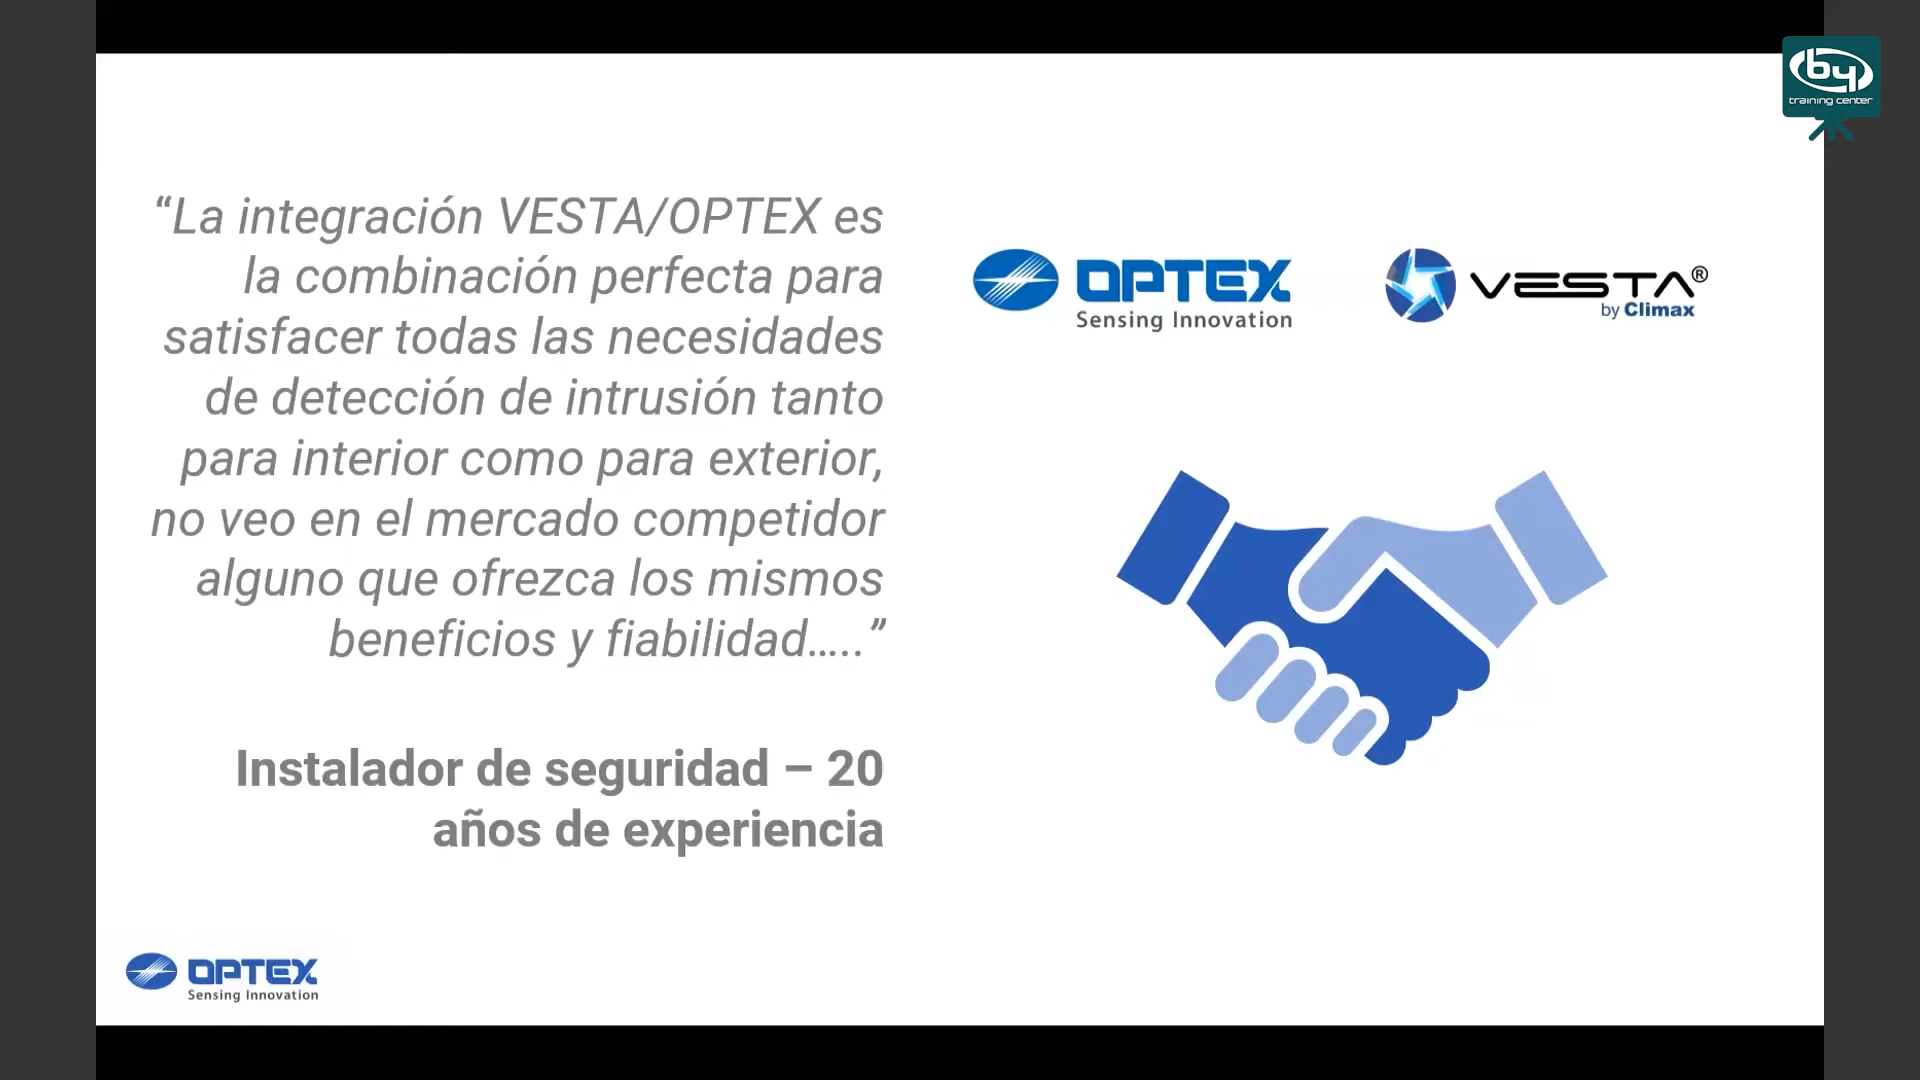 by
training center
“La integración VESTA/OPTEX es
la combinación perfecta para
satisfacer todas las necesidades
de detección de intrusión tanto
para interior como para exterior,
no veo en el mercado competidor
alguno que ofrezca los mismos
beneficios y fiabilidad…..”
Instalador de seguridad – 20
años de experiencia
OPTEX
Sensing Innovation
VESTA®
by Climax
OPTEX
Sensing Innovation